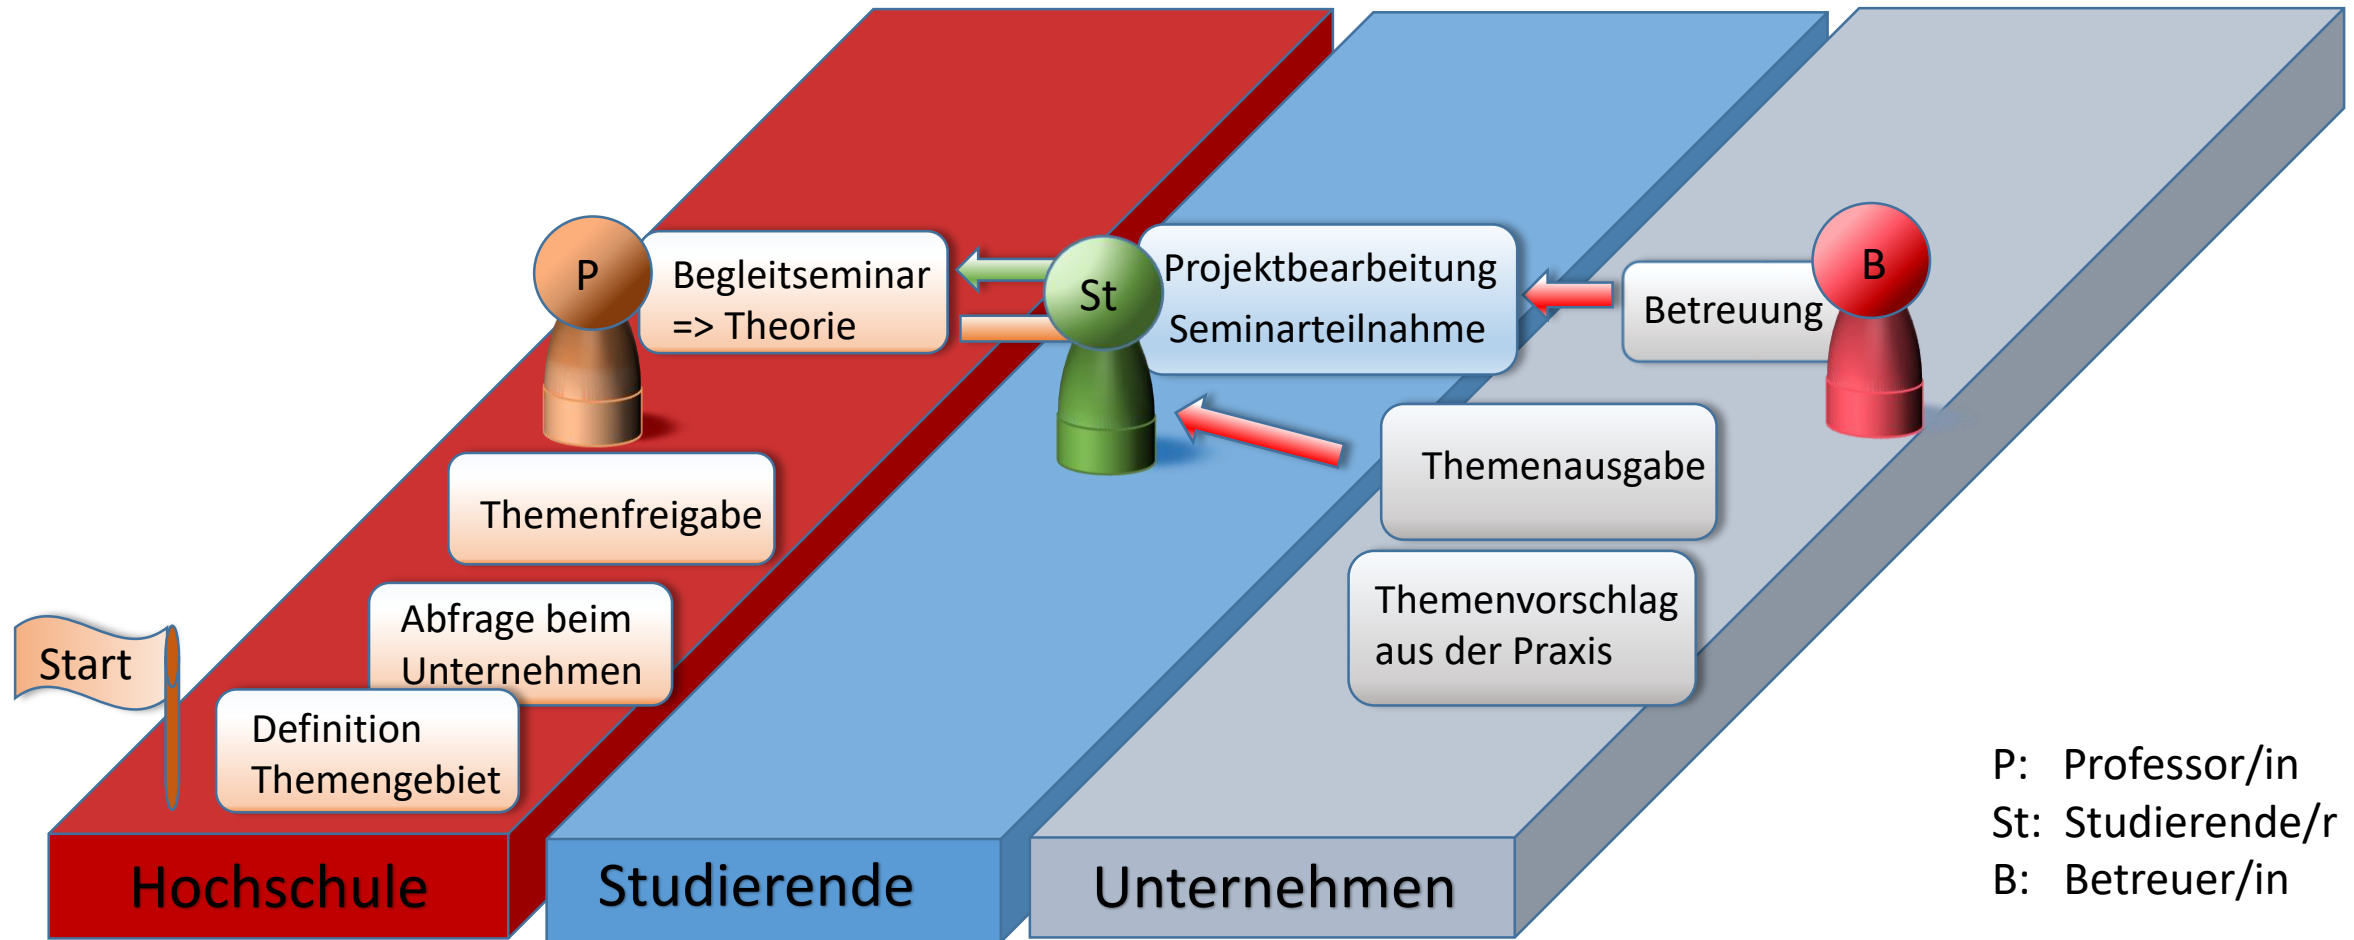 P
Begleitseminar
=> Theorie
St
Projektbearbeitung
Seminarteilnahme
Betreuung
B
Themenfreigabe
Themenausgabe
Abfrage beim
Unternehmen
Themenvorschlag
aus der Praxis
Start
Definition
Themengebiet
Hochschule
Studierende
Unternehmen
P: Professor/in
St: Studierende/r
B: Betreuer/in